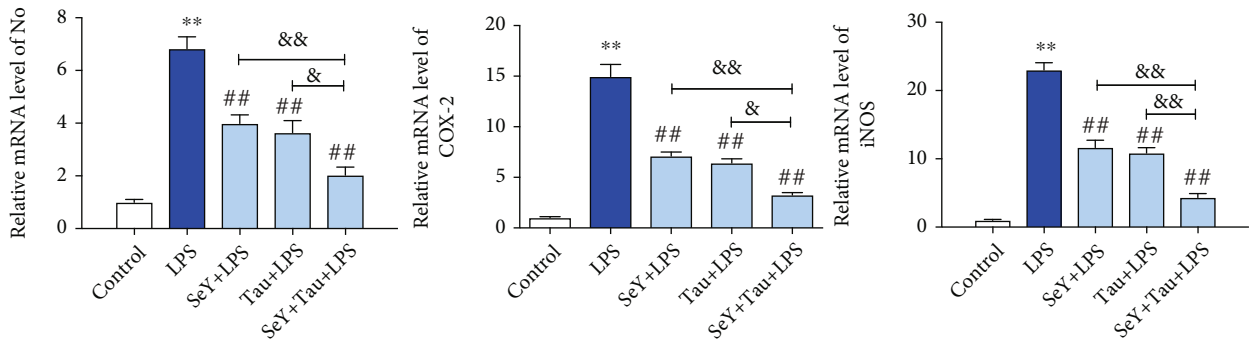 Relative mRNA level of No
8
6
4
2
0
**
##
##
##
&&
&
Control
LPS
SeY+LPS
Tau+LPS
SeY+Tau+LPS
Relative mRNA level of
COX-2
20
15
10
5
0
**
##
##
##
&&
&
Control
LPS
SeY+LPS
Tau+LPS
SeY+Tau+LPS
Relative mRNA level of
iNOS
30
20
10
0
**
##
##
##
&&
&&
Control
LPS
SeY+LPS
Tau+LPS
SeY+Tau+LPS